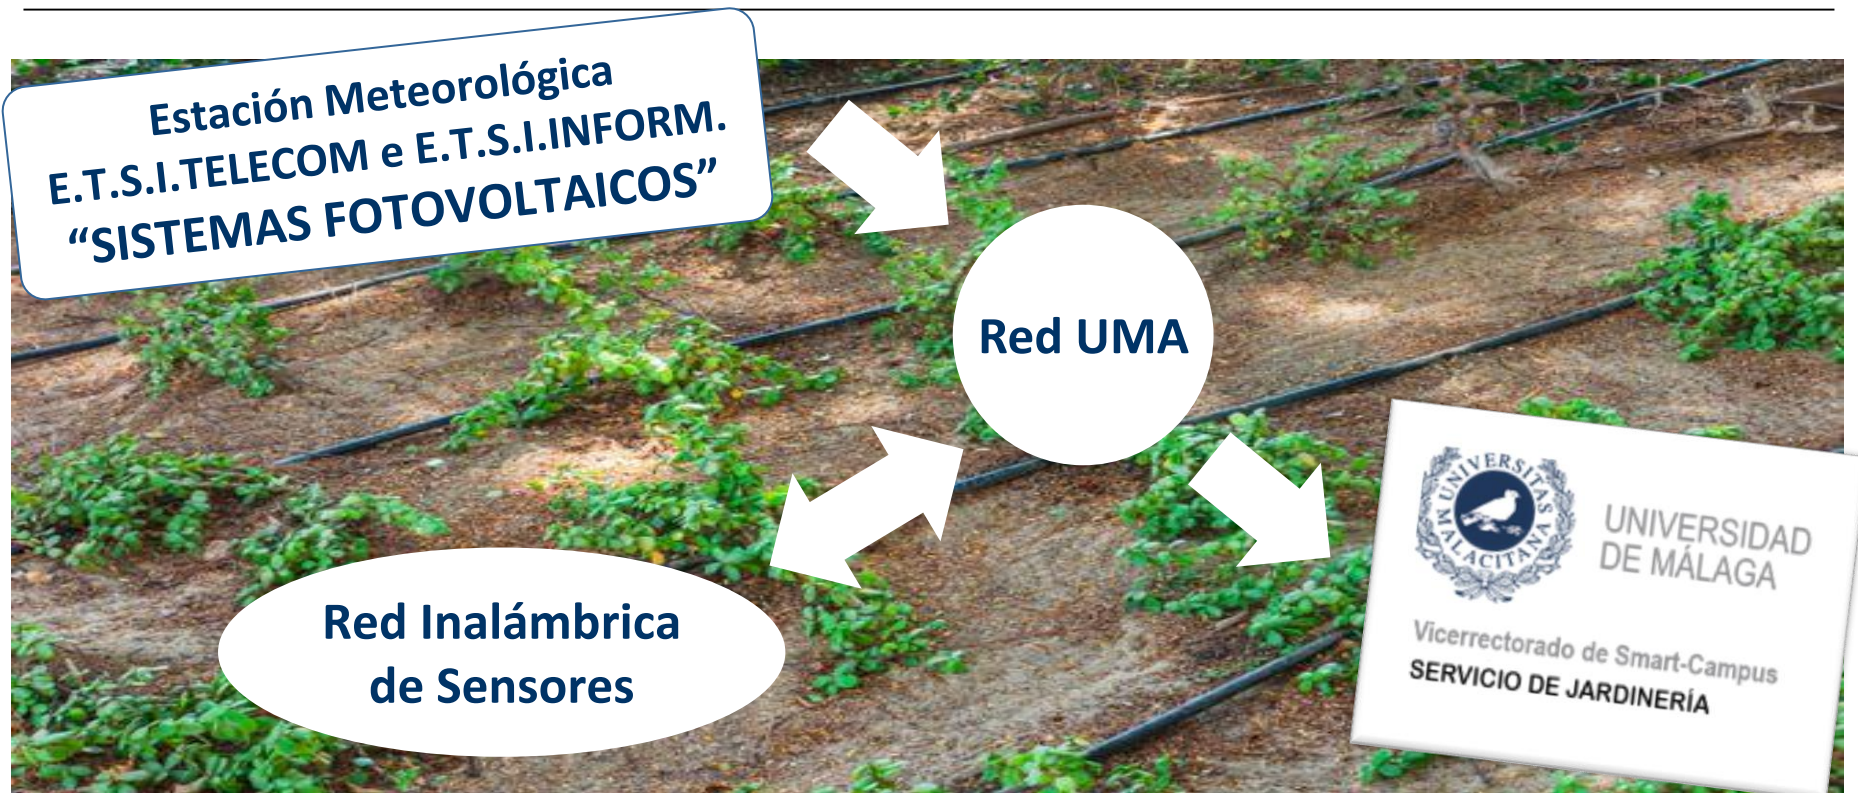 Estación Meteorológica
E.T.S.I.TELECOM e E.T.S.I.INFORM.
“SISTEMAS FOTOVOLTAICOS”
Red UMA
Red Inalámbrica
de Sensores
UNIVERSITAS
MALACITANA
UNIVERSIDAD
DE MÁLAGA
Vicerrectorado de Smart-Campus
SERVICIO DE JARDINERÍA